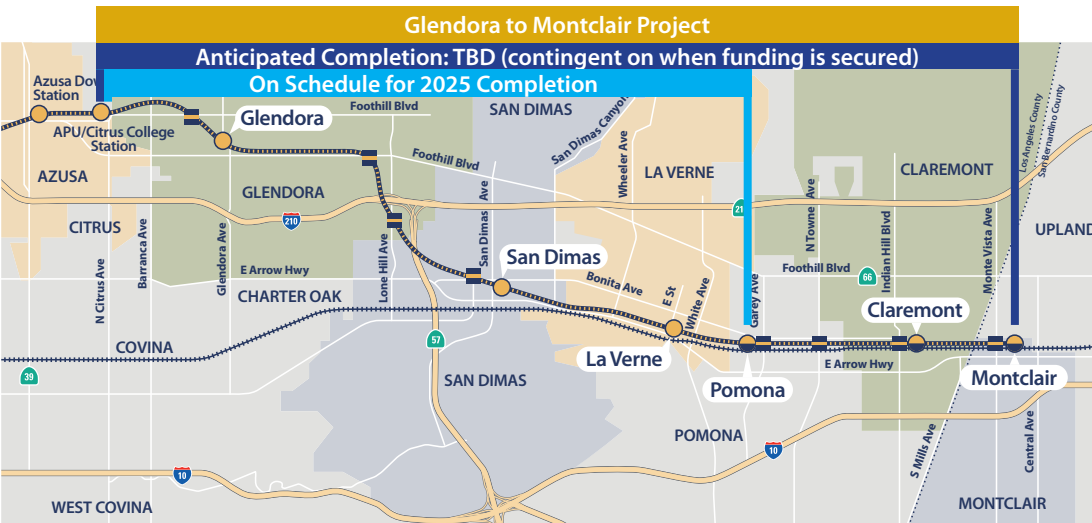 Glendora to Montclair Project
Anticipated Completion: TBD (contingent on when funding is secured)
On Schedule for 2025 Completion
Azusa Dow
Station
APU/Citrus College
Station
AZUSA
CITRUS
N Citrus Ave
Barranca Ave
Glendora
GLENDORA
Glendora Ave
210
Foothill Blvd
Foothill Blvd
E Arrow Hwy
CHARTER OAK
COVINA
39
Lone Hill Ave
SAN DIMAS
San Dimas Canyon
San Dimas Ave
San Dimas
57
SAN DIMAS
Wheeler Ave
LA VERNE
Bonita Ave
E St
White Ave
La Verne
21
Garey Ave
Pomona
N Towne Ave
Foothill Blvd
66
Indian Hill Blvd
CLAREMONT
Claremont
E Arrow Hwy
Monte Vista Ave
Los Angeles County
San Bernardino County
UPLAND
Montclair
POMONA
10
10
S Mills Ave
Central Ave
MONTCLAIR
WEST COVINA